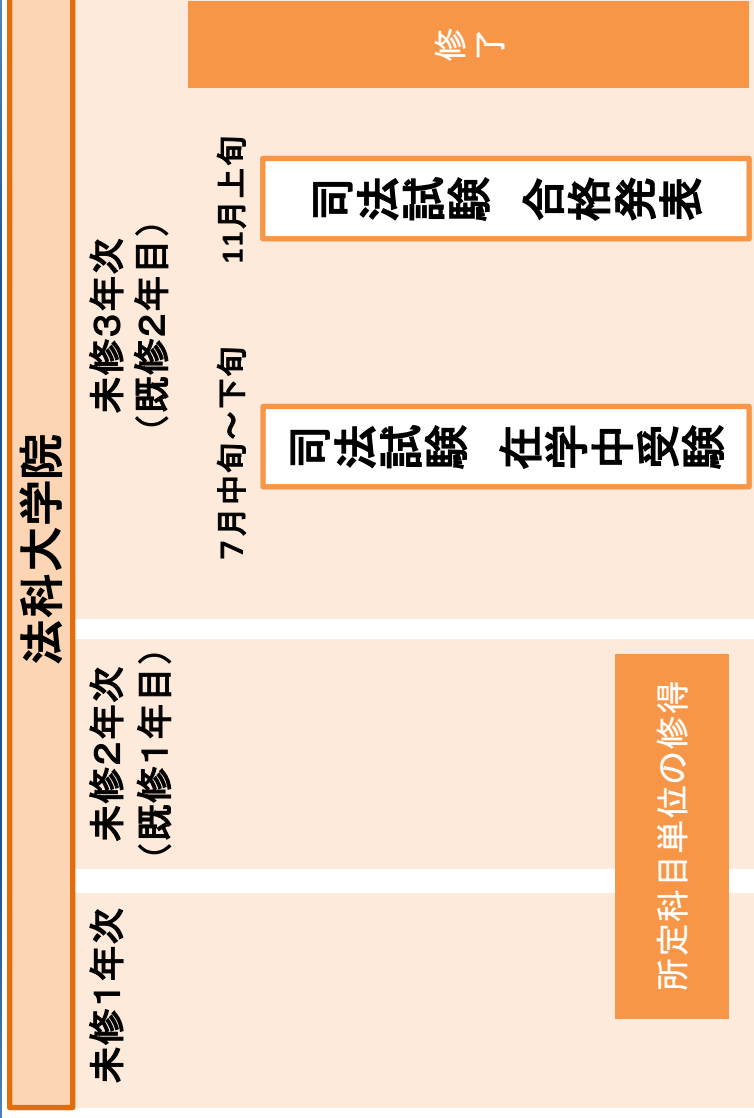 法科大学院
未修1年次
未修2年次
（既修1年目）
未修3年次
（既修2年目）
所定科目単位の修得
7月中旬～下旬
司法試験 在学中受験
11月上旬
司法試験 合格発表
修了